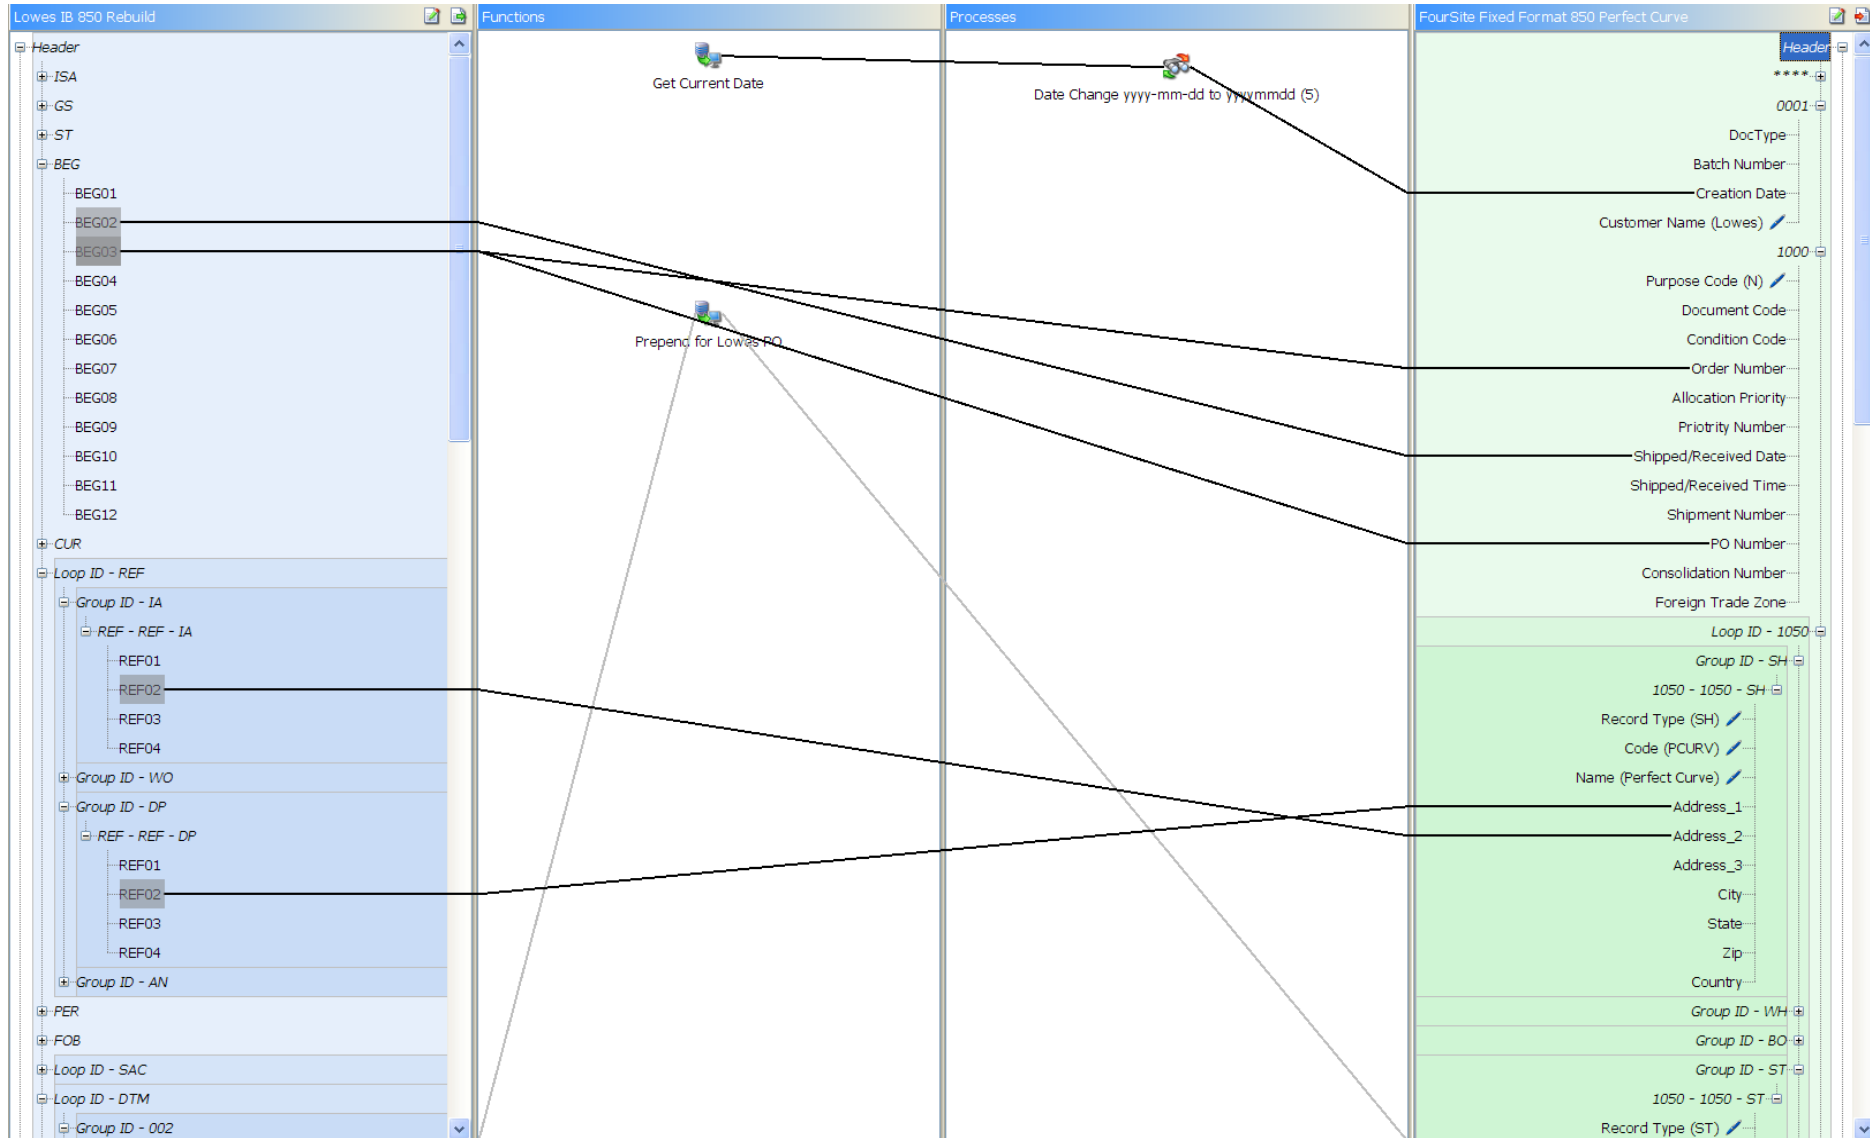 Lowes IB 850 Rebuild
Header
ISA
GS
ST
BEG
BEG01
BEG02
BEG03
BEG04
BEG05
BEG06
BEG07
BEG08
BEG09
BEG10
BEG11
BEG12
CUR
Loop ID - REF
Group ID - IA
REF - REF - IA
REF01
REF02
REF03
REF04
Group ID - WO
Group ID - DP
REF - REF - DP
REF01
REF02
REF03
REF04
Group ID - AN
PER
FOB
Loop ID - SAC
Loop ID - DTM
Group ID - 002
Functions
Get Current Date
Prepend for Lowes PO
Processes
Date Change yyyy-mm-dd to yyyymmdd (5)
FourSite Fixed Format 850 Perfect Curve
Header
****
0001
DocType
Batch Number
Creation Date
Customer Name (Lowes)
1000
Purpose Code (N)
Document Code
Condition Code
Order Number
Allocation Priority
Priotrity Number
Shipped/Received Date
Shipped/Received Time
Shipment Number
PO Number
Consolidation Number
Foreign Trade Zone
Loop ID - 1050
Group ID - SH
1050 - 1050 - SH
Record Type (SH)
Code (PCURV)
Name (Perfect Curve)
Address_1
Address_2
Address_3
City
State
Zip
Country
Group ID - WH
Group ID - BO
Group ID - ST
1050 - 1050 - ST
Record Type (ST)